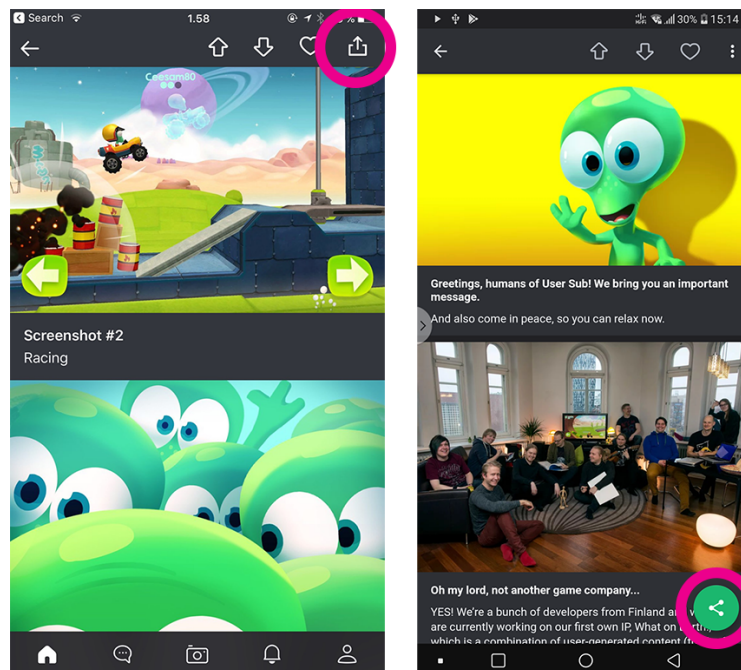 Search
1.58
Ceesam80
Screenshot #2
Racing
30% 15:14
Greetings, humans of User Sub! We bring you an important
message.
And also come in peace, so you can relax now.
Oh my lord, not another game company...
YES! We're a bunch of developers from Finland
are currently working on our first own IP, What on
which is a combination of user-generated content